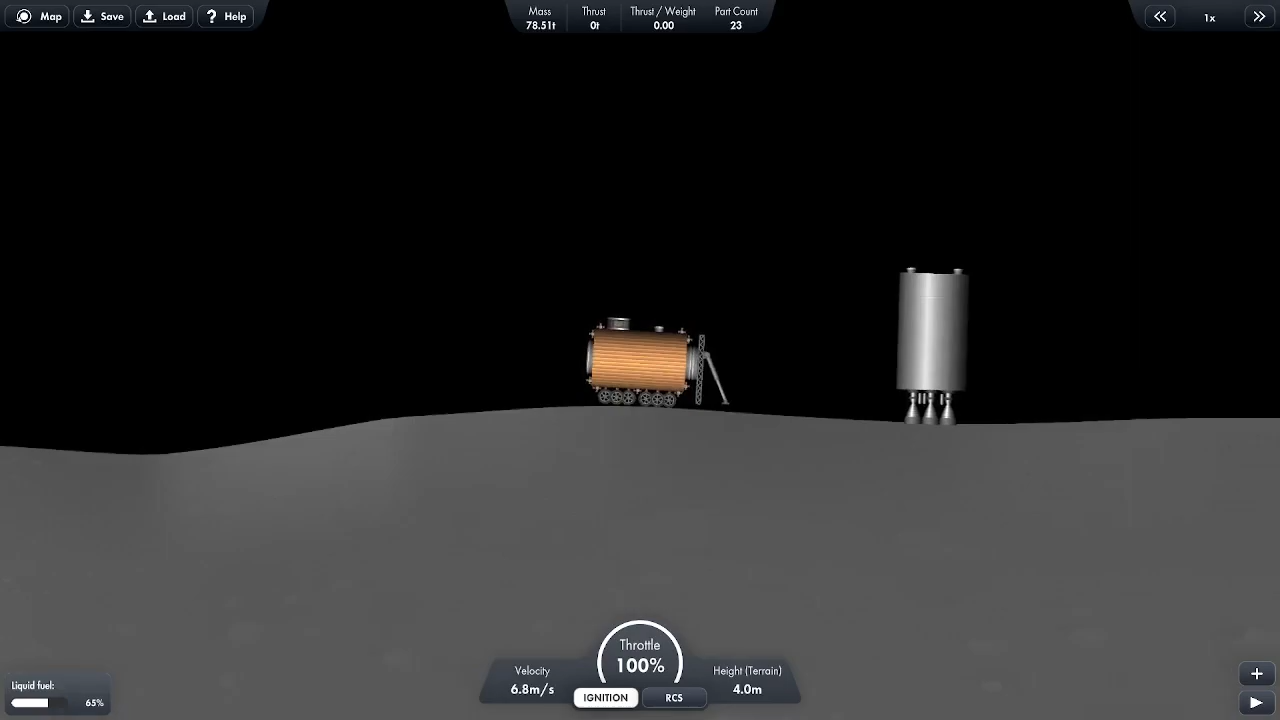 Map Save Load Help
Mass Thrust Thrust / Weight Part Count
78.51t 0t 0.00 23
1x
Throttle
100%
Velocity
6.8m/s
Height (Terrain)
4.0m
IGNITION RCS
Liquid fuel:
65%